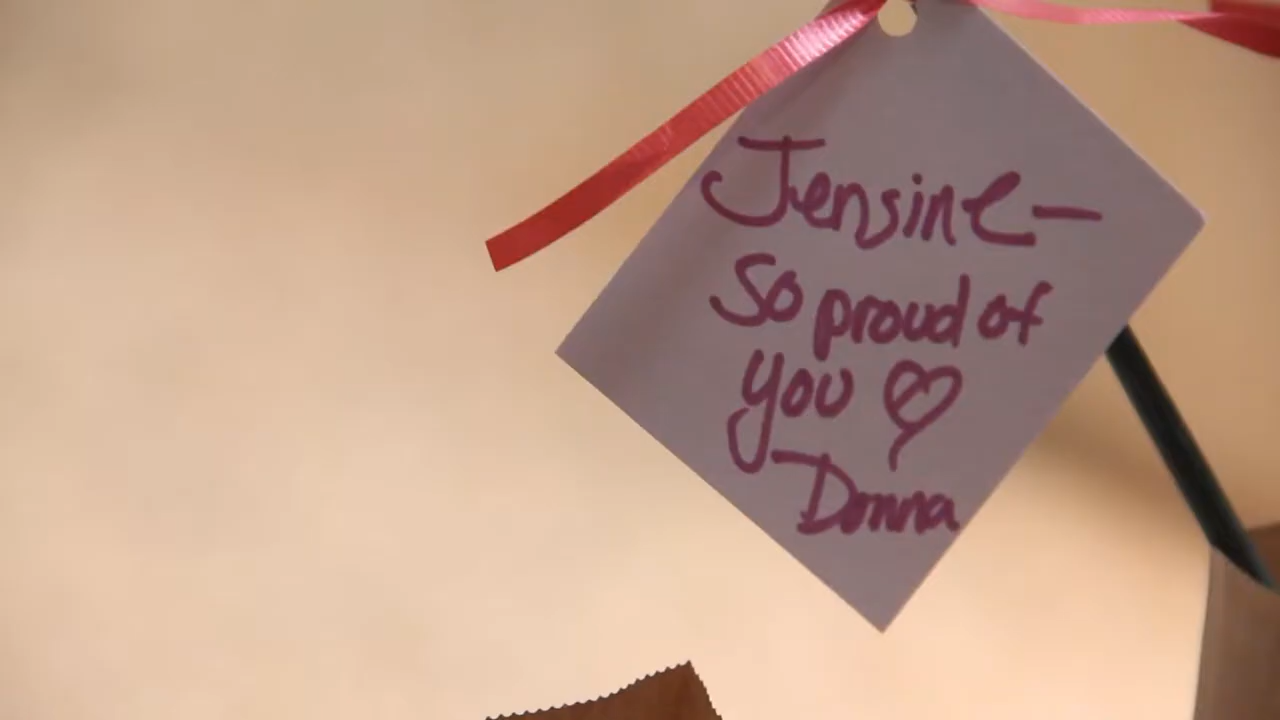 Jensine-
So proud of
you ♡
-Donna